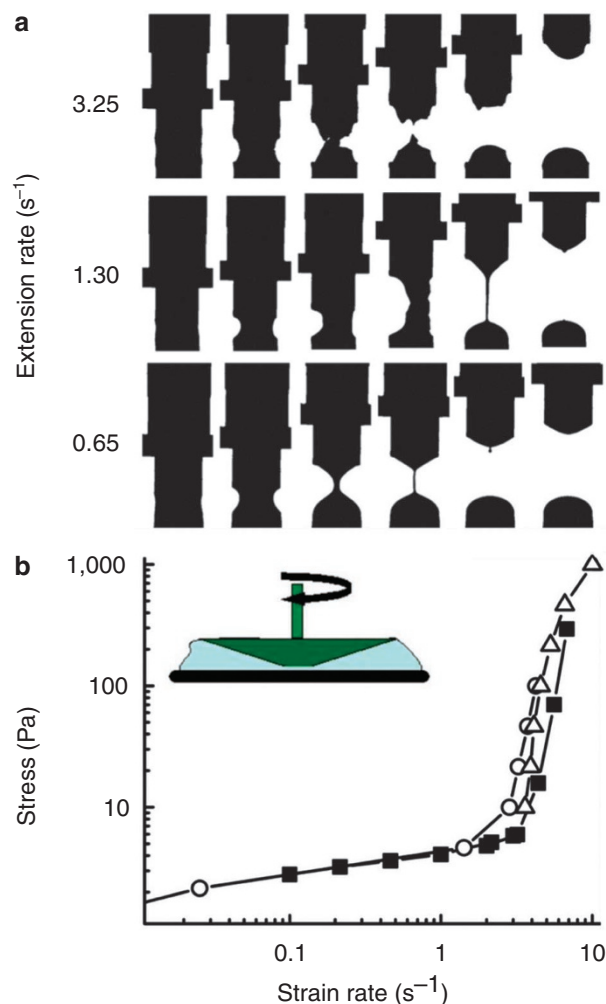 a
Extension rate (s⁻¹)
3.25
1.30
0.65
b
Stress (Pa)
1,000
100
10
0.1
1
10
Strain rate (s⁻¹)